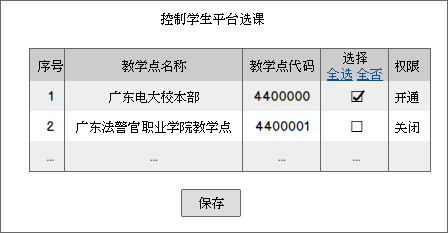 控制学生平台选课
序号 教学点名称 教学点代码 选择 全选 全否 权限
1 广东电大校本部 4400000 开通
2 广东法警官职业学院教学点 4400001 关闭
... ... ... ... ...
保存